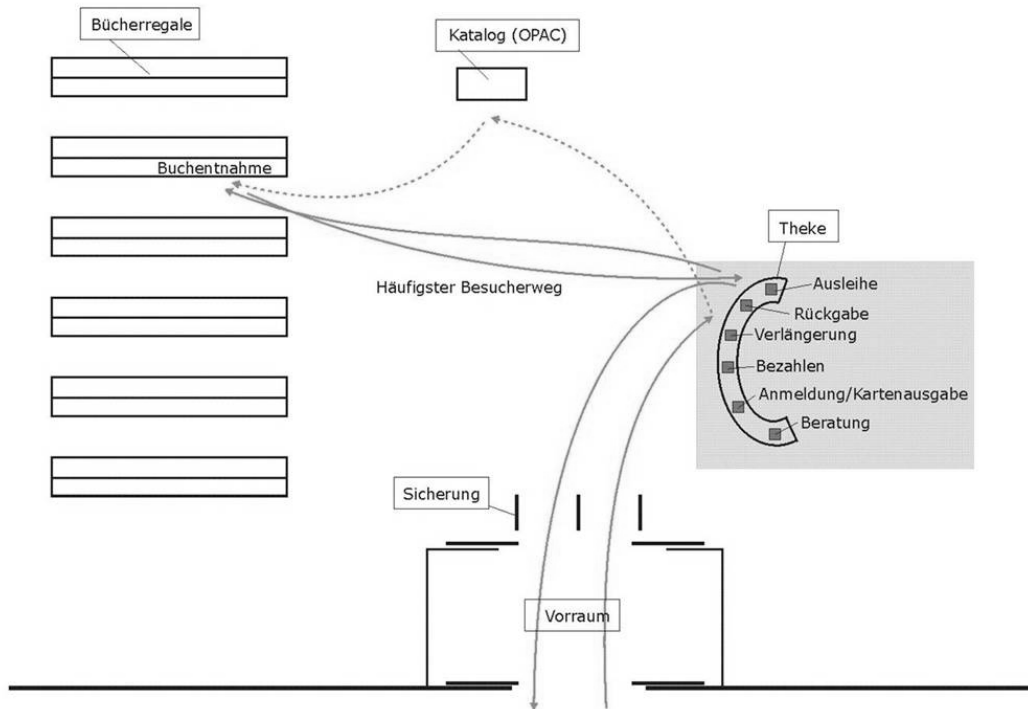 Bücherregale
Katalog (OPAC)
Buchentnahme
Theke
Häufigster Besucherweg
Ausleihe
Rückgabe
Verlängerung
Bezahlen
Anmeldung/Kartenausgabe
Beratung
Sicherung
Vorraum